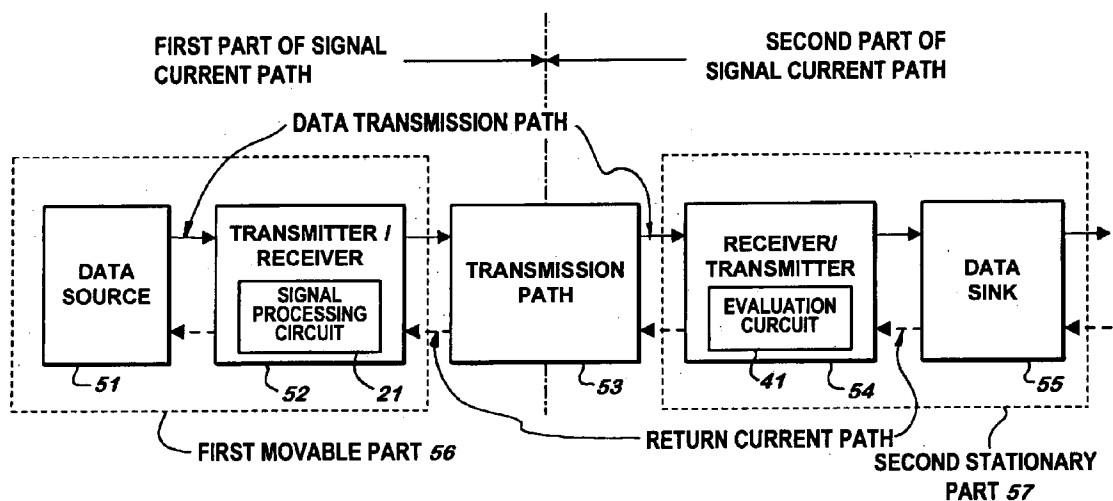 FIRST PART OF SIGNAL
CURRENT PATH
SECOND PART OF
SIGNAL CURRENT PATH
DATA TRANSMISSION PATH
DATA
SOURCE
TRANSMITTER /
RECEIVER
SIGNAL
PROCESSING
CIRCUIT
TRANSMISSION
PATH
RECEIVER/
TRANSMITTER
EVALUATION
CURCUIT
DATA
SINK
51
52
21
53
41
54
55
FIRST MOVABLE PART 56
RETURN CURRENT PATH
SECOND STATIONARY
PART 57